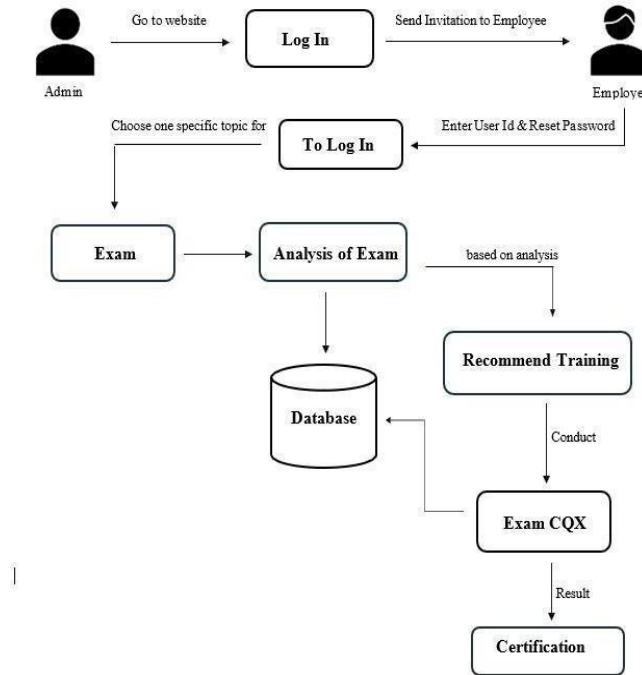 Go to website
Log In
Send Invitation to Employee
Admin
Employe
Choose one specific topic for
To Log In
Enter User Id & Reset Password
Exam
Analysis of Exam
based on analysis
Recommend Training
Database
Conduct
Exam CQX
Result
Certification